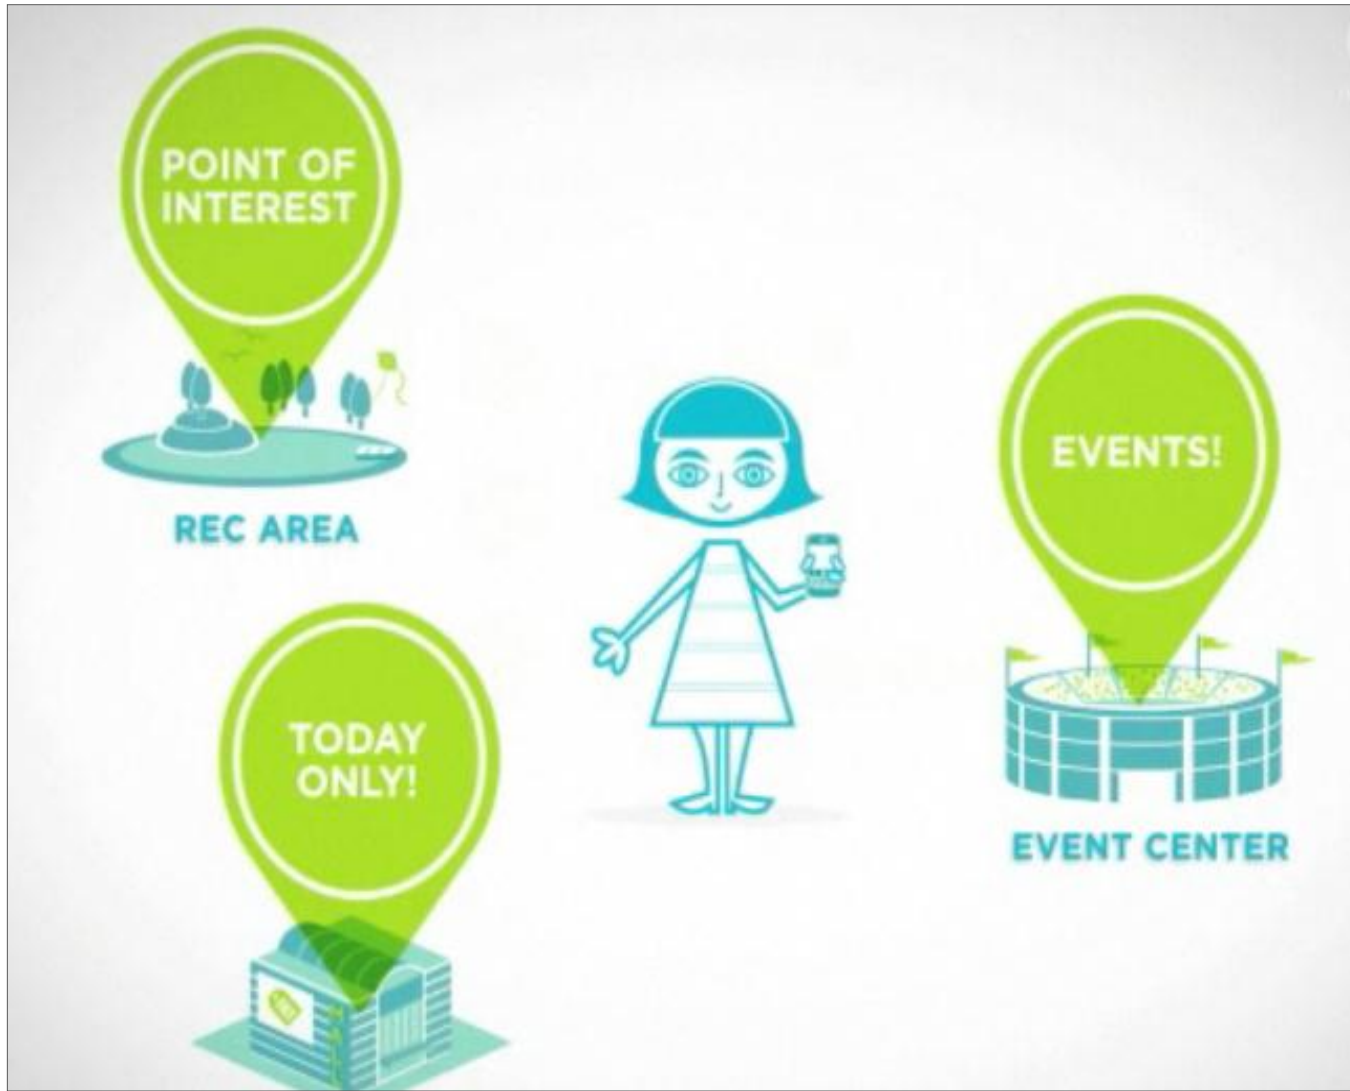 POINT OF
INTEREST
REC AREA
EVENTS!
EVENT CENTER
TODAY
ONLY!